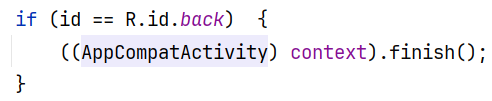 if (id == R.id.back)  {
    ((AppCompatActivity) context).finish();
}